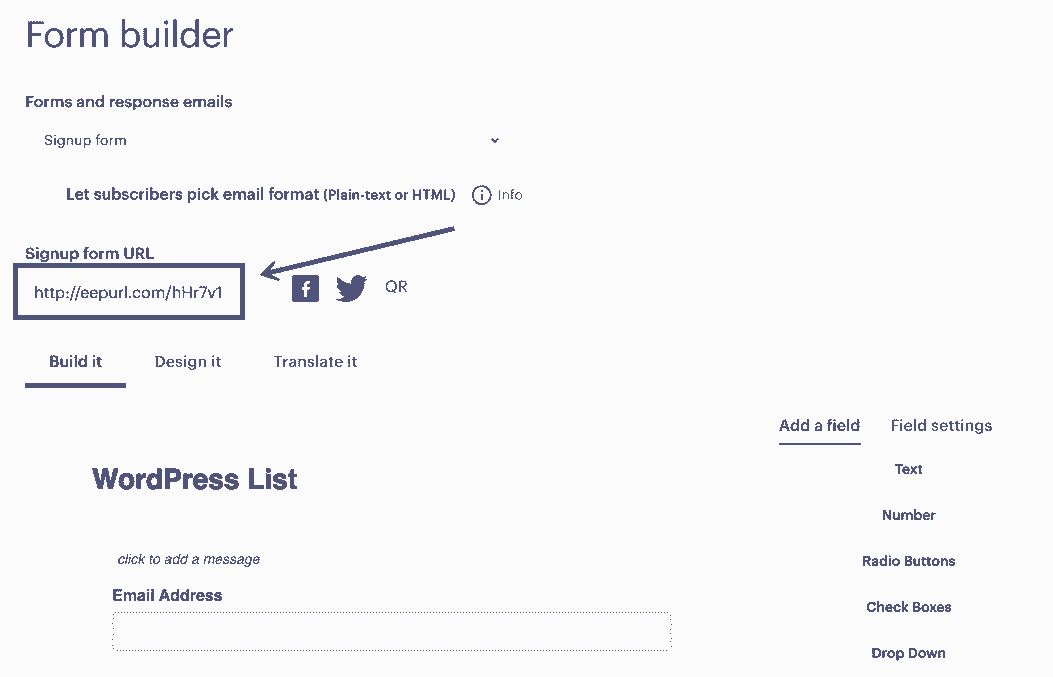 Form builder
Forms and response emails
Signup form
Let subscribers pick email format (Plain-text or HTML) Info
Signup form URL
http://eepurl.com/hHr7v1
QR
Build it Design it Translate it
Add a field Field settings
Text
WordPress List
Number
click to add a message
Radio Buttons
Email Address
Check Boxes
Drop Down